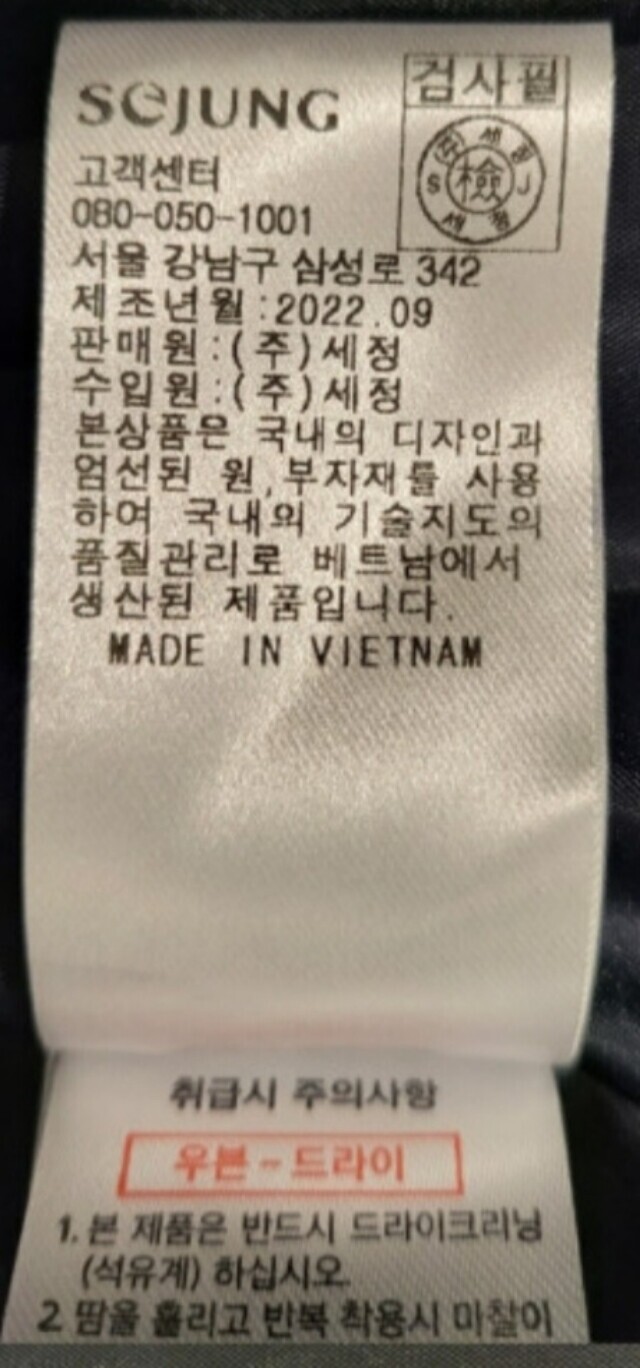 SEJUNG
검사필
(주)세정
S 檢 J
세정
고객센터
080-050-1001
서울 강남구 삼성로 342
제조년월:2022.09
판매원:(주)세정
수입원:(주)세정
본상품은 국내의 디자인과
엄선된 원,부자재를 사용
하여 국내의 기술지도의
품질관리로 베트남에서
생산된 제품입니다.
MADE IN VIETNAM
취급시 주의사항
우븐-드라이
1. 본 제품은 반드시 드라이크리닝
(석유계) 하십시오.
2 땀을 흘리고 반복 착용시 마찰이